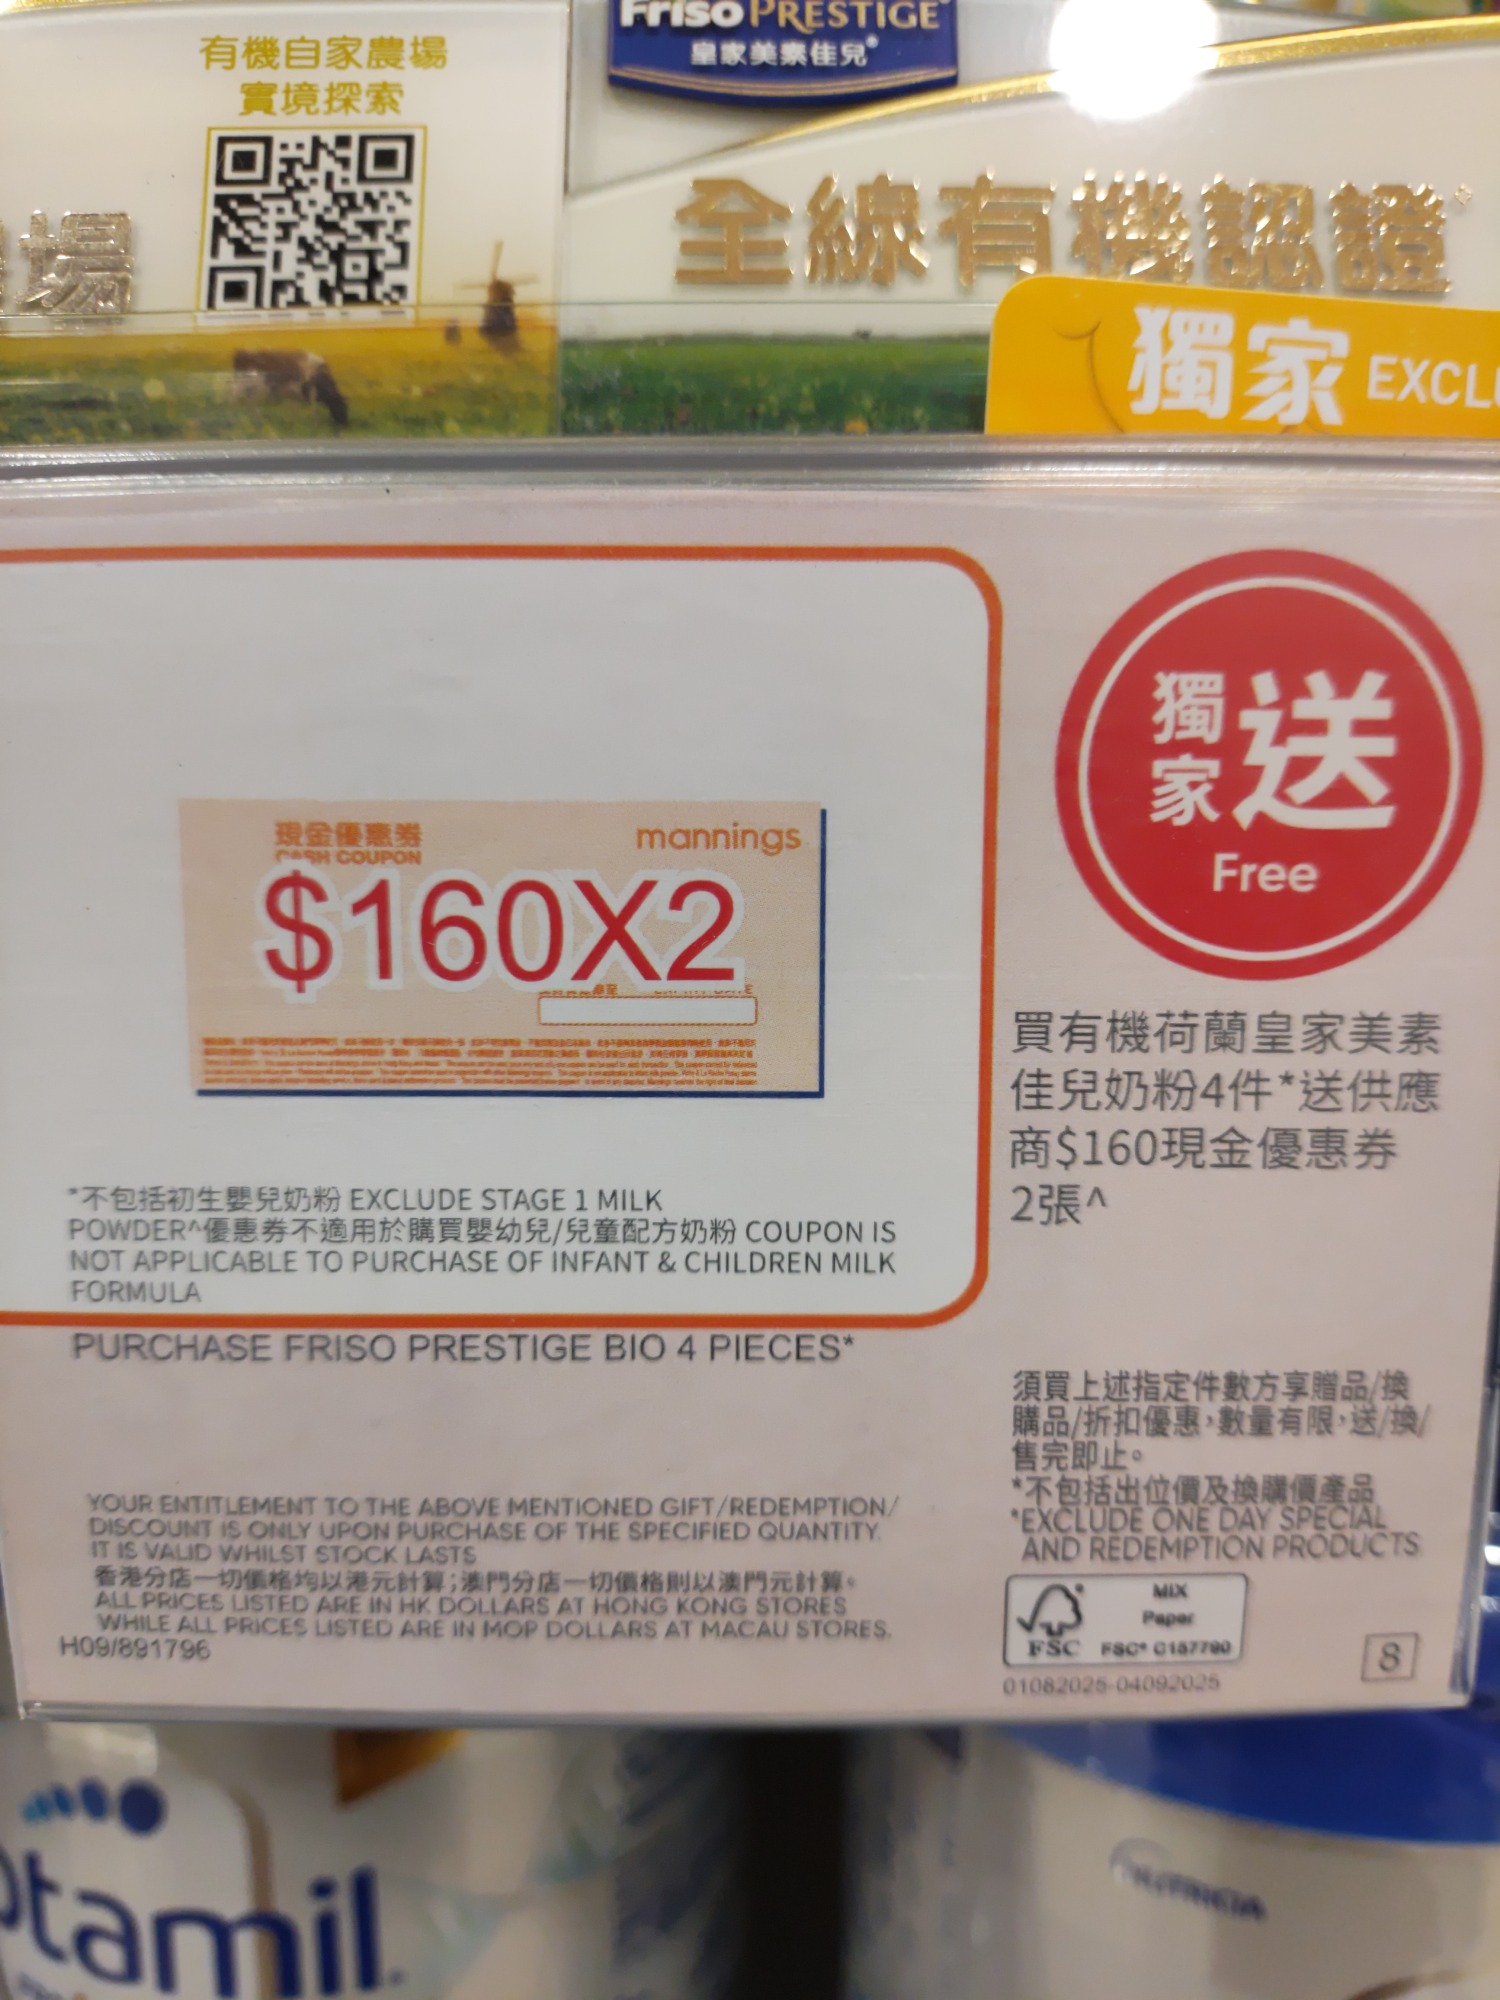 有機自家農場
實境探索
Friso PRESTIGE
皇家美素佳兒®
場
全線有機認證
獨家 EXCLU
現金優惠券
CASH COUPON
mannings
$160X2
*不包括初生嬰兒奶粉 EXCLUDE STAGE 1 MILK
POWDER^優惠券不適用於購買嬰幼兒/兒童配方奶粉 COUPON IS
NOT APPLICABLE TO PURCHASE OF INFANT & CHILDREN MILK
FORMULA
PURCHASE FRISO PRESTIGE BIO 4 PIECES*
獨家送
Free
買有機荷蘭皇家美素
佳兒奶粉4件*送供應
商$160現金優惠券
2張^
須買上述指定件數方享贈品/換
購品/折扣優惠,數量有限,送/換/
售完即止。
*不包括出位價及換購價產品
*EXCLUDE ONE DAY SPECIAL
AND REDEMPTION PRODUCTS
YOUR ENTITLEMENT TO THE ABOVE MENTIONED GIFT/REDEMPTION/
DISCOUNT IS ONLY UPON PURCHASE OF THE SPECIFIED QUANTITY.
IT IS VALID WHILST STOCK LASTS
香港分店一切價格均以港元計算;澳門分店一切價格則以澳門元計算。
ALL PRICES LISTED ARE IN HK DOLLARS AT HONG KONG STORES
WHILE ALL PRICES LISTED ARE IN MOP DOLLARS AT MACAU STORES.
H09/891796
FSC
MIX
Paper
FSC® C157790
8
01082025-04092025
ptamil
NUTRICIA